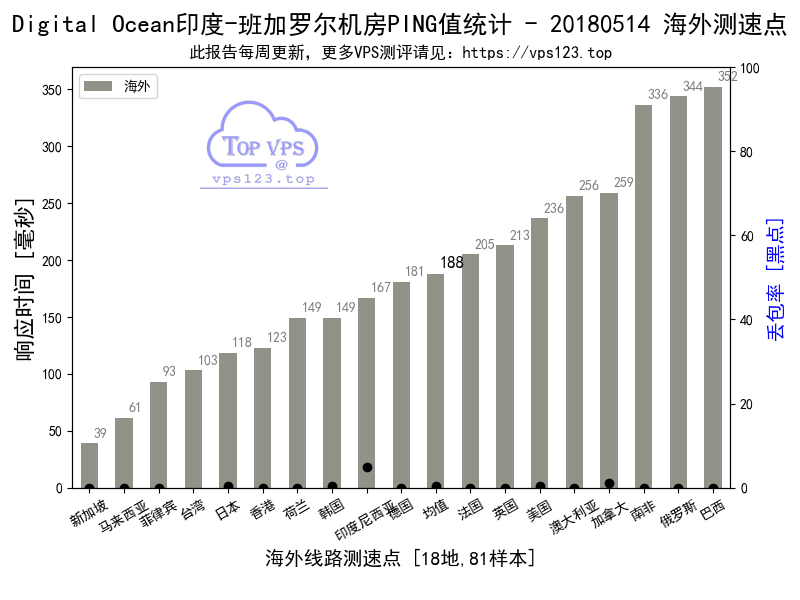 Digital Ocean印度-班加罗尔机房PING值统计 - 20180514 海外测速点
此报告每周更新, 更多VPS测评请见: https://vps123.top
海外
TOP VPS
@
vps123.top
响应时间 [毫秒]
0
50
100
150
200
250
300
350
39
61
93
103
118
123
149
149
167
181
188
205
213
236
256
259
336
344
352
0
20
40
60
80
100
丢包率 [黑点]
新加坡
马来西亚
菲律宾
台湾
日本
香港
荷兰
韩国
印度尼西亚
德国
均值
法国
英国
美国
澳大利亚
加拿大
南非
俄罗斯
巴西
海外线路测速点 [18地,81样本]